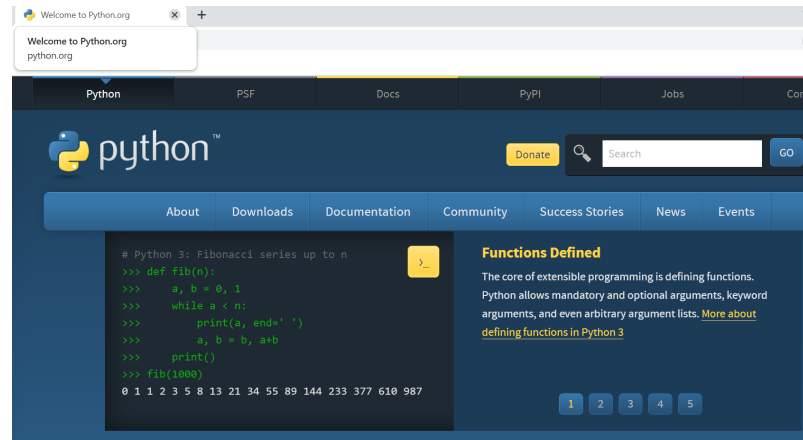 Welcome to Python.org
Welcome to Python.org
python.org
Python PSF Docs PyPI Jobs
python™
Donate Search GO
About Downloads Documentation Community Success Stories News Events
# Python 3: Fibonacci series up to n
>>> def fib(n):
>>>     a, b = 0, 1
>>>     while a < n:
>>>         print(a, end=' ')
>>>         a, b = b, a+b
>>>     print()
>>> fib(1000)
0 1 1 2 3 5 8 13 21 34 55 89 144 233 377 610 987
>_
Functions Defined
The core of extensible programming is defining functions.
Python allows mandatory and optional arguments, keyword
arguments, and even arbitrary argument lists. More about
defining functions in Python 3
1 2 3 4 5